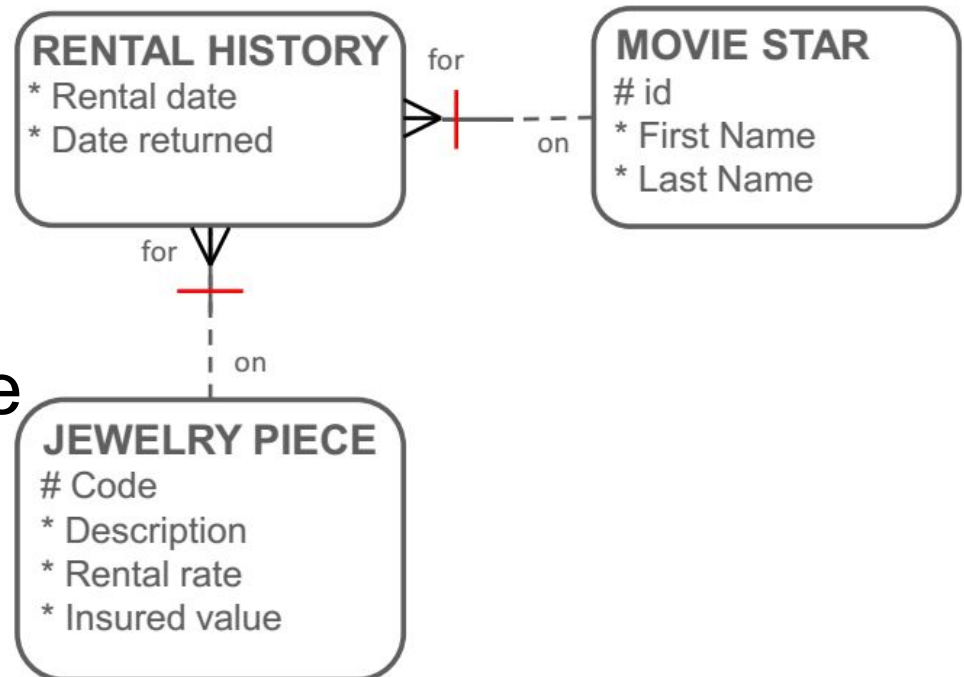 RENTAL HISTORY
* Rental date
* Date returned
for
on
MOVIE STAR
# id
* First Name
* Last Name
for
on
e
JEWELRY PIECE
# Code
* Description
* Rental rate
* Insured value